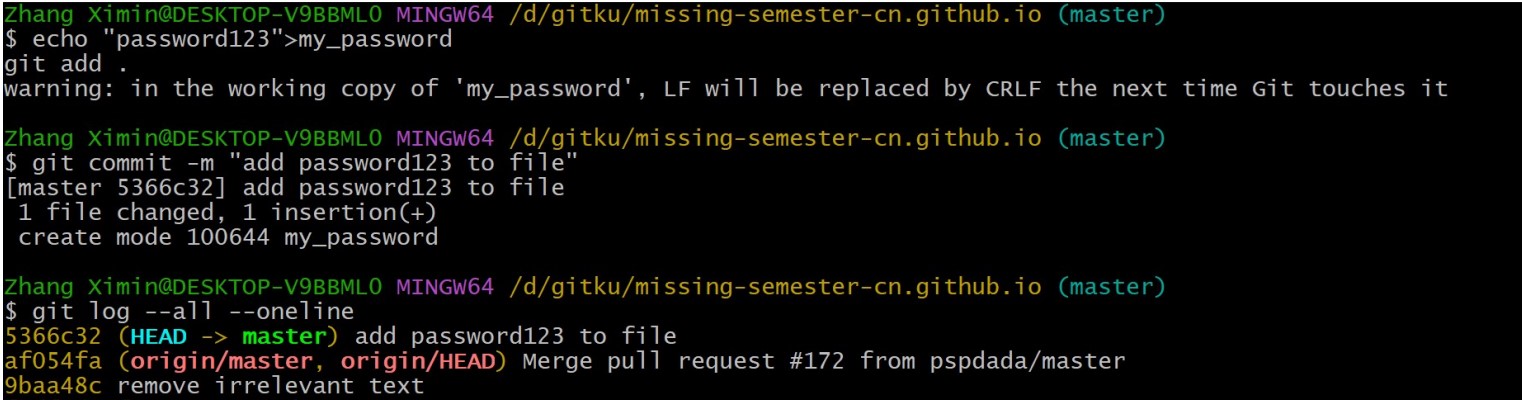 Zhang Ximin@DESKTOP-V9BBML0 MINGW64 /d/gitku/missing-semester-cn.github.io (master)
$ echo "password123">my_password
git add .
warning: in the working copy of 'my_password', LF will be replaced by CRLF the next time Git touches it
Zhang Ximin@DESKTOP-V9BBML0 MINGW64 /d/gitku/missing-semester-cn.github.io (master)
$ git commit -m "add password123 to file"
[master 5366c32] add password123 to file
1 file changed, 1 insertion(+)
create mode 100644 my_password
Zhang Ximin@DESKTOP-V9BBML0 MINGW64 /d/gitku/missing-semester-cn.github.io (master)
$ git log --all --oneline
5366c32 (HEAD -> master) add password123 to file
af054fa (origin/master, origin/HEAD) Merge pull request #172 from pspdada/master
9baa48c remove irrelevant text